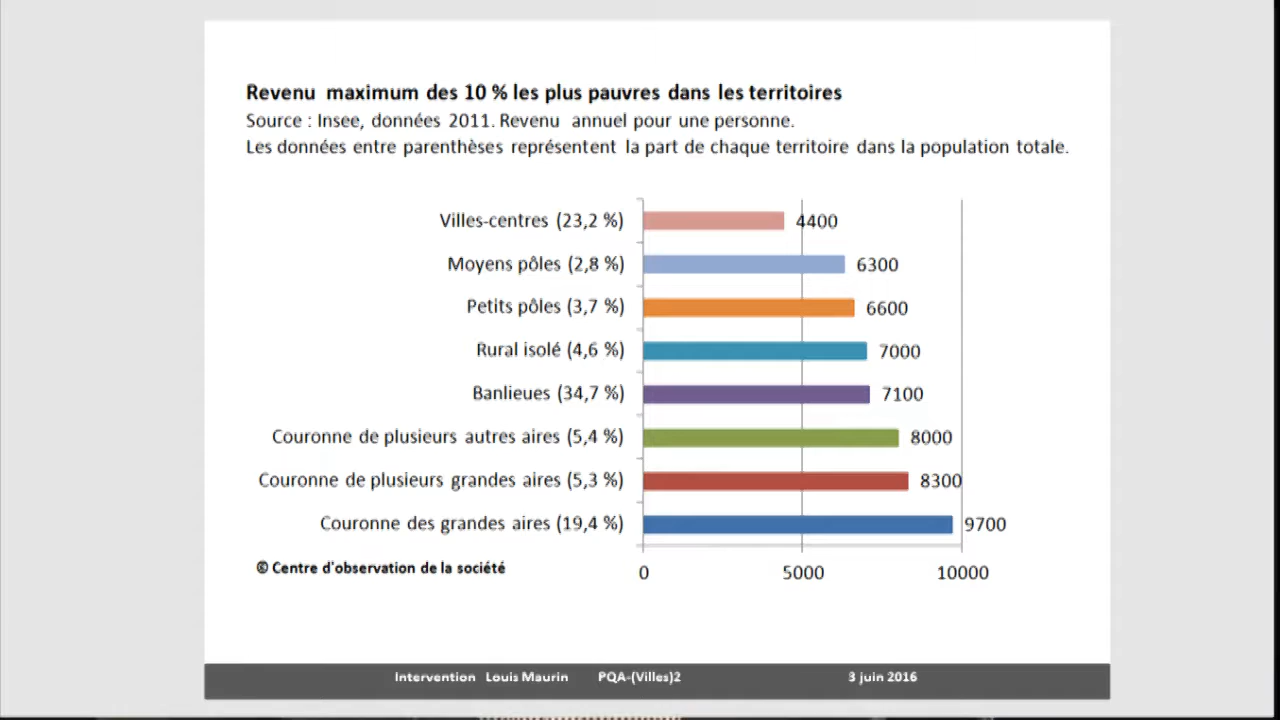 Revenu maximum des 10 % les plus pauvres dans les territoires
Source : Insee, données 2011. Revenu annuel pour une personne.
Les données entre parenthèses représentent la part de chaque territoire dans la population totale.
Villes-centres (23,2 %) 4400
Moyens pôles (2,8 %) 6300
Petits pôles (3,7 %) 6600
Rural isolé (4,6 %) 7000
Banlieues (34,7 %) 7100
Couronne de plusieurs autres aires (5,4 %) 8000
Couronne de plusieurs grandes aires (5,3 %) 8300
Couronne des grandes aires (19,4 %) 9700
0 5000 10000
© Centre d'observation de la société
Intervention Louis Maurin PQA-(Villes)2 3 juin 2016